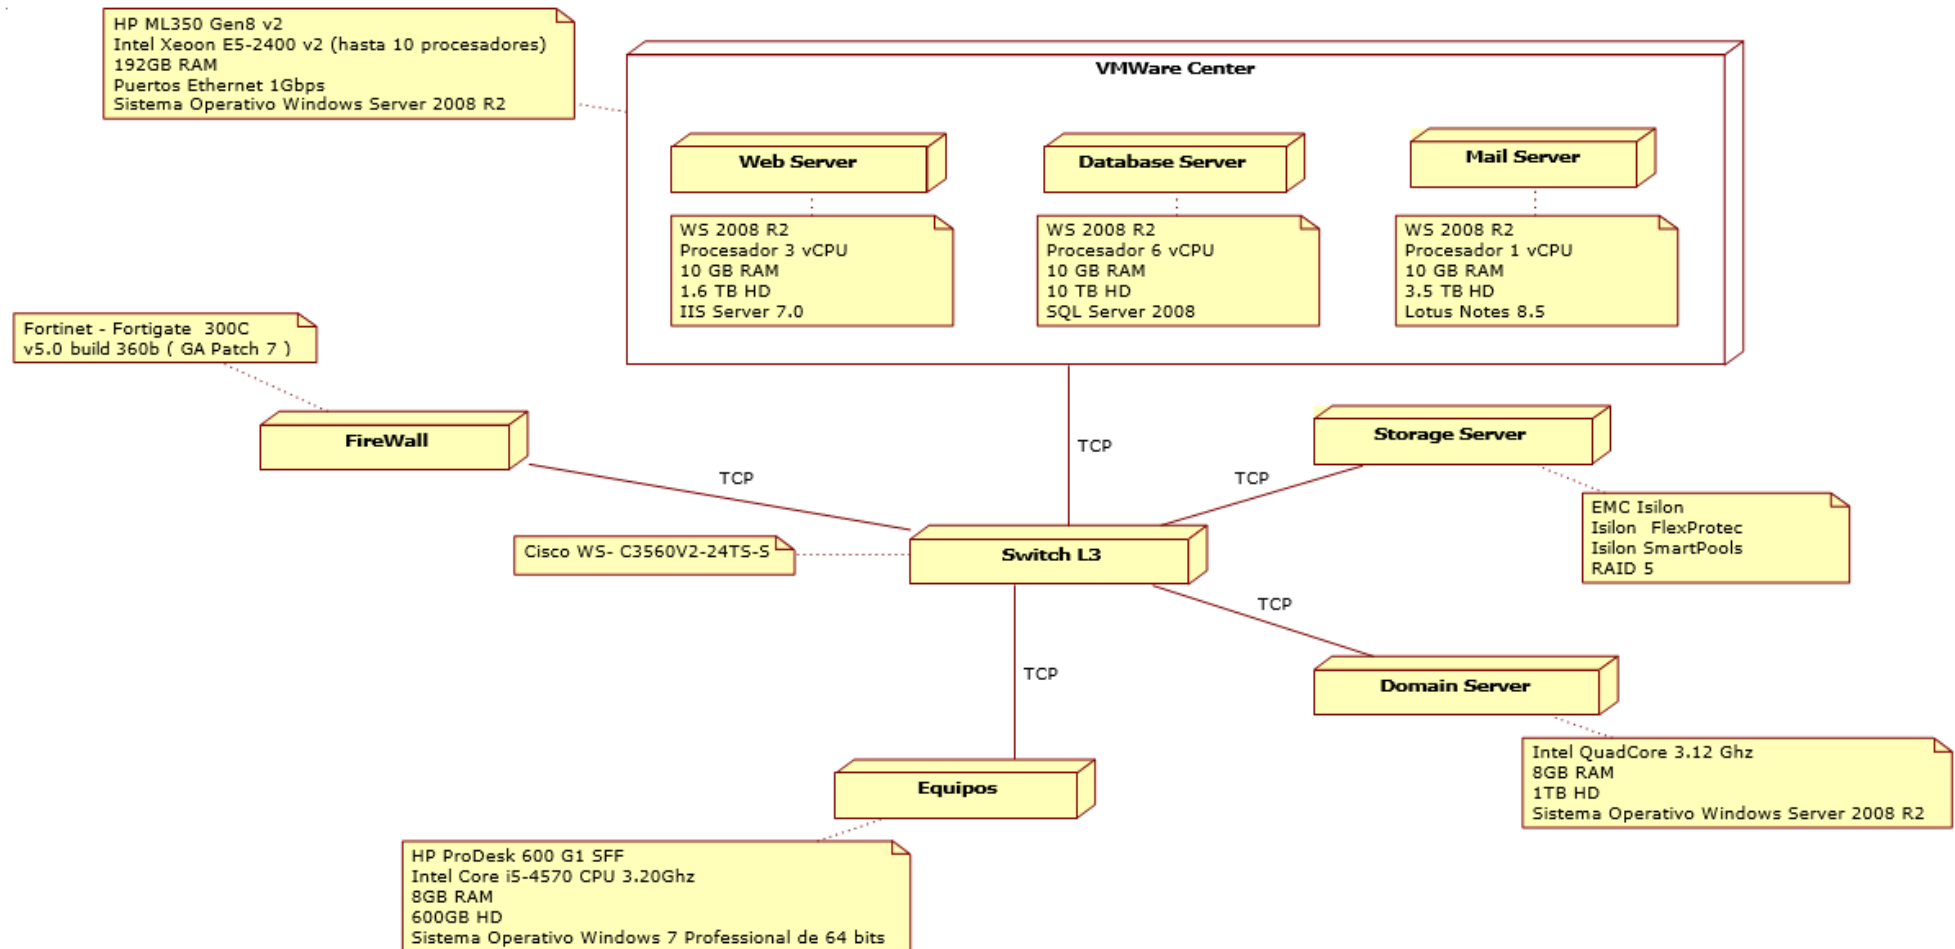 HP ML350 Gen8 v2
Intel Xeoon E5-2400 v2 (hasta 10 procesadores)
192GB RAM
Puertos Ethernet 1Gbps
Sistema Operativo Windows Server 2008 R2
VMWare Center
Web Server
Database Server
Mail Server
WS 2008 R2
Procesador 3 vCPU
10 GB RAM
1.6 TB HD
IIS Server 7.0
WS 2008 R2
Procesador 6 vCPU
10 GB RAM
10 TB HD
SQL Server 2008
WS 2008 R2
Procesador 1 vCPU
10 GB RAM
3.5 TB HD
Lotus Notes 8.5
Fortinet - Fortigate  300C
v5.0 build 360b ( GA Patch 7 )
FireWall
TCP
TCP
TCP
Storage Server
EMC Isilon
Isilon  FlexProtec
Isilon SmartPools
RAID 5
Cisco WS- C3560V2-24TS-S
Switch L3
TCP
TCP
Domain Server
Intel QuadCore 3.12 Ghz
8GB RAM
1TB HD
Sistema Operativo Windows Server 2008 R2
Equipos
HP ProDesk 600 G1 SFF
Intel Core i5-4570 CPU 3.20Ghz
8GB RAM
600GB HD
Sistema Operativo Windows 7 Professional de 64 bits